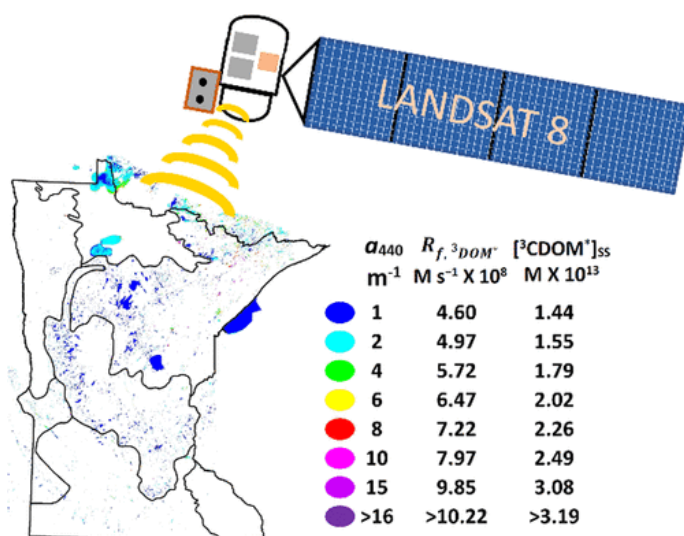 LANDSAT 8
a₄₄₀ R_f, ³DOM* [³CDOM*]ss
m⁻¹ M s⁻¹ X 10⁸ M X 10¹³
1 4.60 1.44
2 4.97 1.55
4 5.72 1.79
6 6.47 2.02
8 7.22 2.26
10 7.97 2.49
15 9.85 3.08
>16 >10.22 >3.19